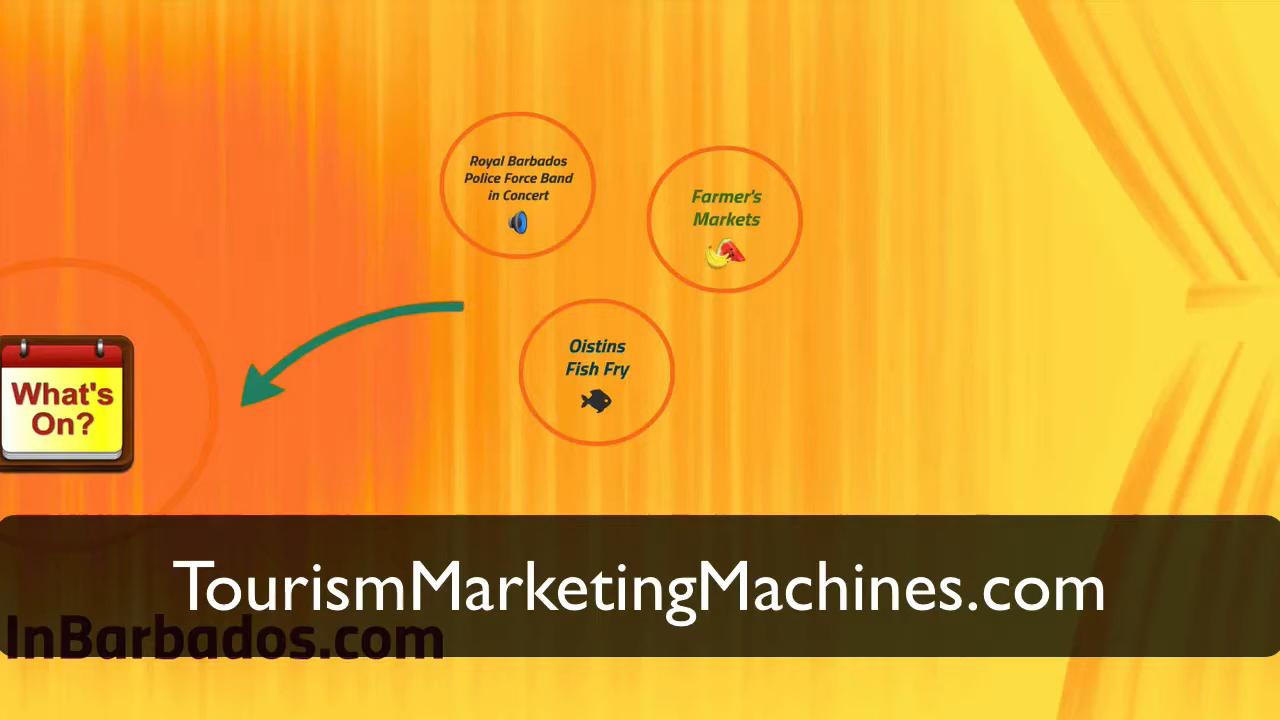 Royal Barbados
Police Force Band
in Concert
Farmer's
Markets
Oistins
Fish Fry
What's
On?
TourismMarketingMachines.com
InBarbados.com